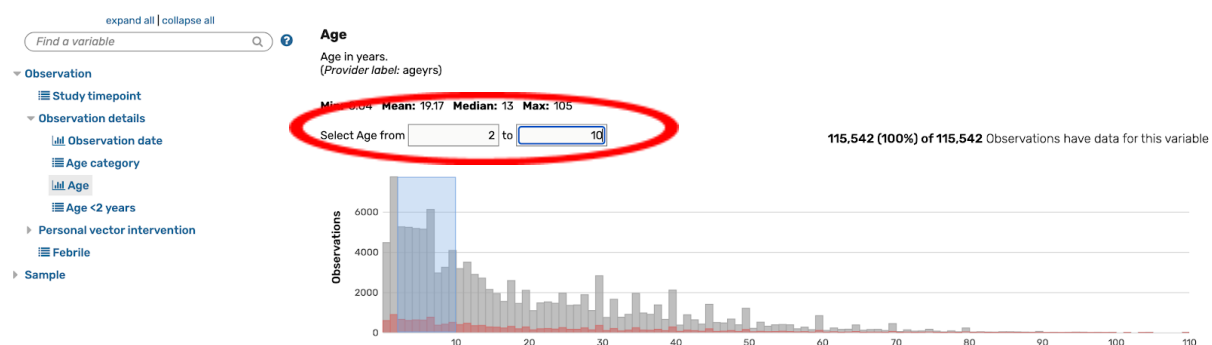 expand all | collapse all
Find a variable
Observation
Study timepoint
Observation details
Observation date
Age category
Age
Age <2 years
Personal vector intervention
Febrile
Sample
Age
Age in years.
(Provider label: ageyrs)
Min: 0.04 Mean: 19.17 Median: 13 Max: 105
Select Age from 2 to 10
115,542 (100%) of 115,542 Observations have data for this variable
Observations
6000
4000
2000
0
10 20 30 40 50 60 70 80 90 100 110